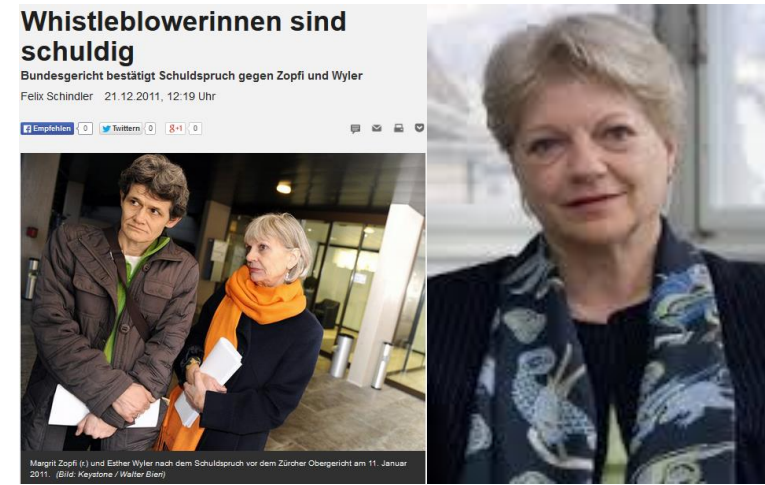 Whistleblowerinnen sind
schuldig
Bundesgericht bestätigt Schuldspruch gegen Zopfi und Wyler
Felix Schindler 21.12.2011, 12:19 Uhr
Empfehlen 0 Twittern 0 g+1 0
Margrit Zopfi (r.) und Esther Wyler nach dem Schuldspruch vor dem Zürcher Obergericht am 11. Januar
2011. (Bild: Keystone / Walter Bieri)